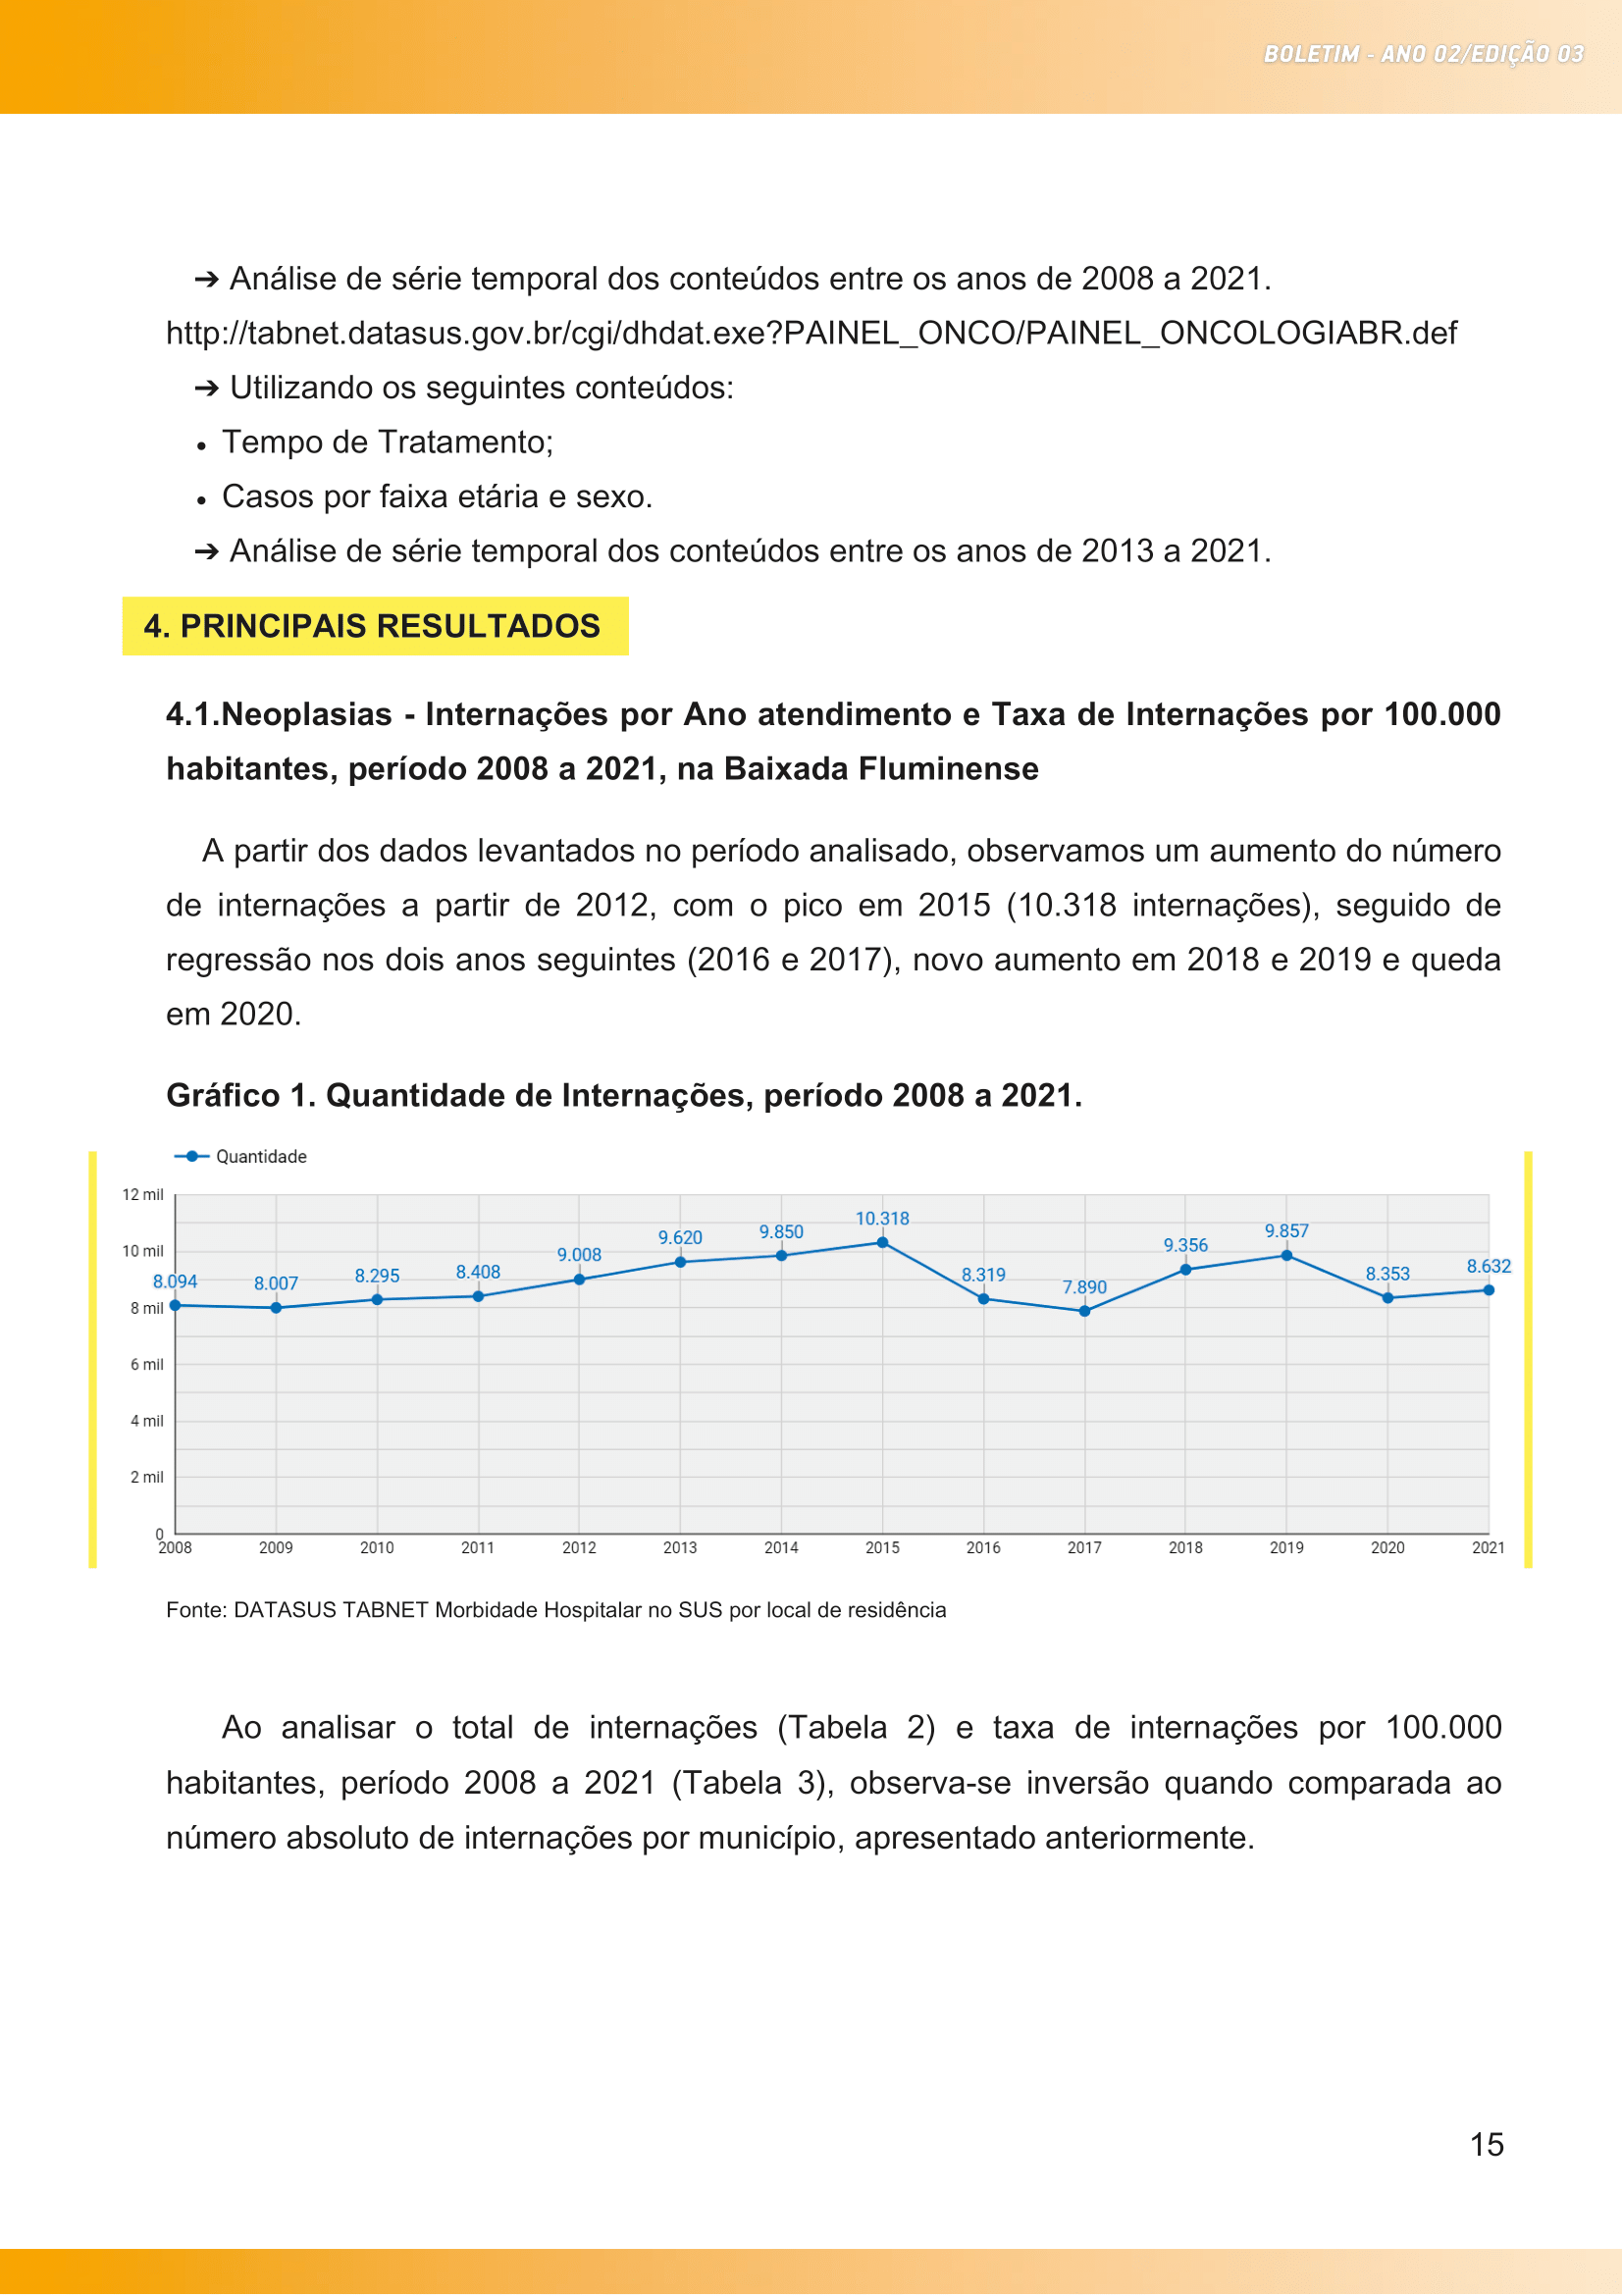 BOLETIM - ANO 02/EDIÇÃO 03
➔ Análise de série temporal dos conteúdos entre os anos de 2008 a 2021.
http://tabnet.datasus.gov.br/cgi/dhdat.exe?PAINEL_ONCO/PAINEL_ONCOLOGIABR.def
➔ Utilizando os seguintes conteúdos:
• Tempo de Tratamento;
• Casos por faixa etária e sexo.
➔ Análise de série temporal dos conteúdos entre os anos de 2013 a 2021.
4. PRINCIPAIS RESULTADOS
4.1.Neoplasias - Internações por Ano atendimento e Taxa de Internações por 100.000
habitantes, período 2008 a 2021, na Baixada Fluminense
A partir dos dados levantados no período analisado, observamos um aumento do número
de internações a partir de 2012, com o pico em 2015 (10.318 internações), seguido de
regressão nos dois anos seguintes (2016 e 2017), novo aumento em 2018 e 2019 e queda
em 2020.
Gráfico 1. Quantidade de Internações, período 2008 a 2021.
Quantidade
12 mil
10 mil
8 mil
6 mil
4 mil
2 mil
0
8.094 8.007 8.295 8.408 9.008 9.620 9.850 10.318 8.319 7.890 9.356 9.857 8.353 8.632
2008 2009 2010 2011 2012 2013 2014 2015 2016 2017 2018 2019 2020 2021
Fonte: DATASUS TABNET Morbidade Hospitalar no SUS por local de residência
Ao analisar o total de internações (Tabela 2) e taxa de internações por 100.000
habitantes, período 2008 a 2021 (Tabela 3), observa-se inversão quando comparada ao
número absoluto de internações por município, apresentado anteriormente.
15